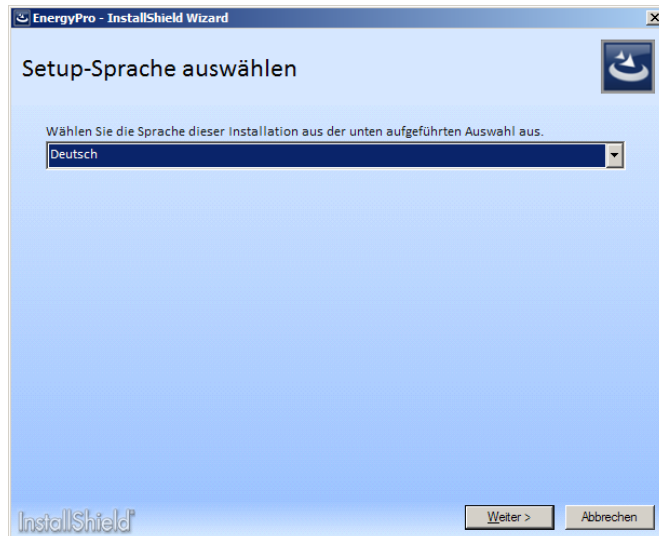 EnergyPro - InstallShield Wizard
Setup-Sprache auswählen
Wählen Sie die Sprache dieser Installation aus der unten aufgeführten Auswahl aus.
Deutsch
InstallShield
Weiter >
Abbrechen